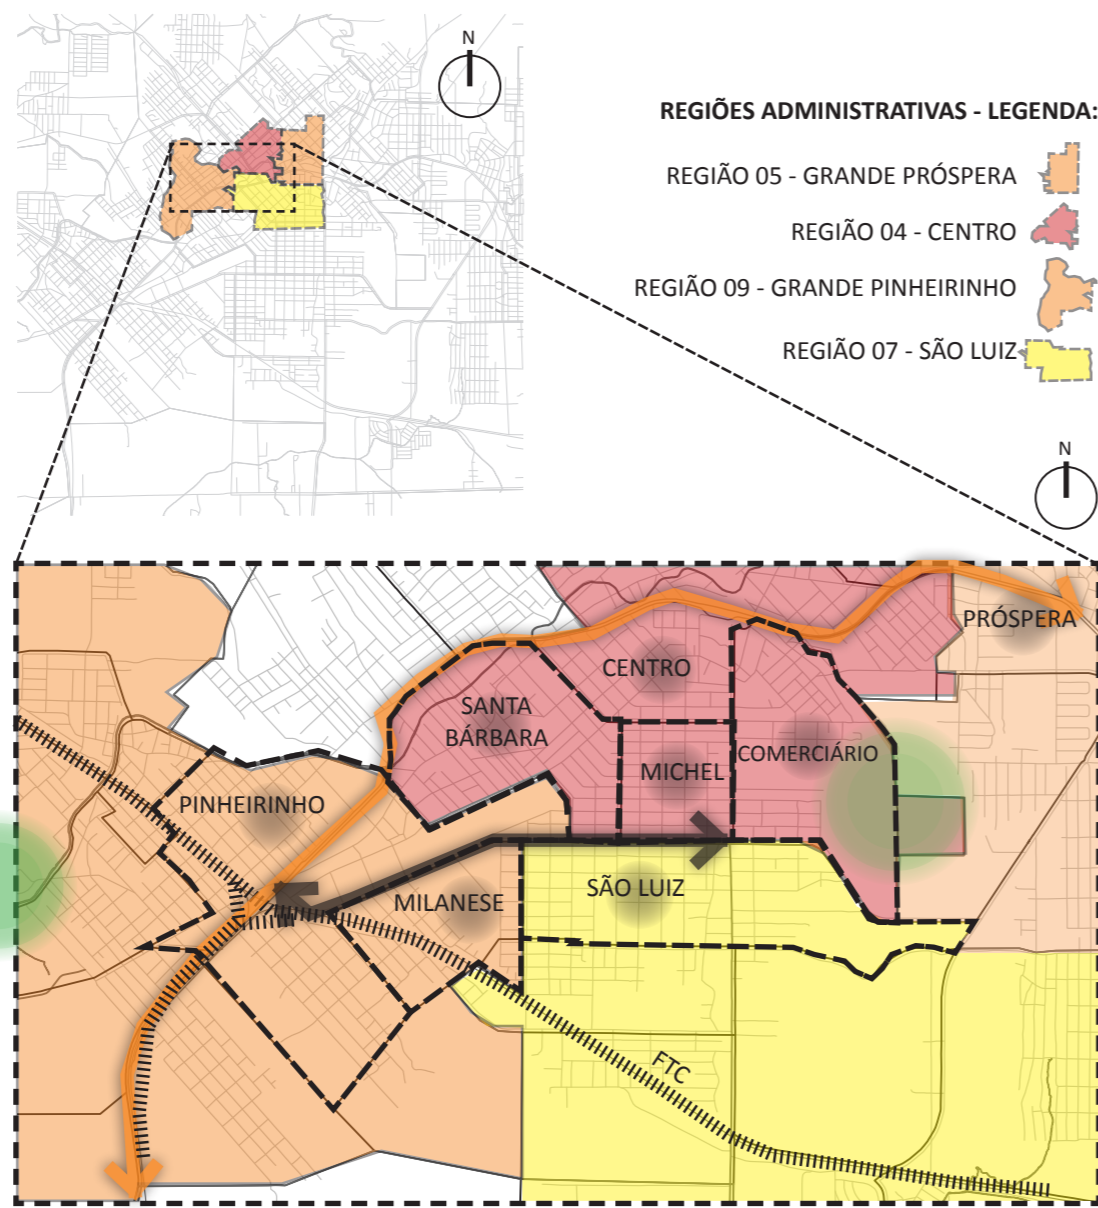 N
REGIÕES ADMINISTRATIVAS - LEGENDA:
REGIÃO 05 - GRANDE PRÓSPERA
REGIÃO 04 - CENTRO
REGIÃO 09 - GRANDE PINHEIRINHO
REGIÃO 07 - SÃO LUIZ
N
PRÓSPERA
CENTRO
SANTA
BÁRBARA
COMERCIÁRIO
MICHEL
PINHEIRINHO
SÃO LUIZ
MILANESE
FTC